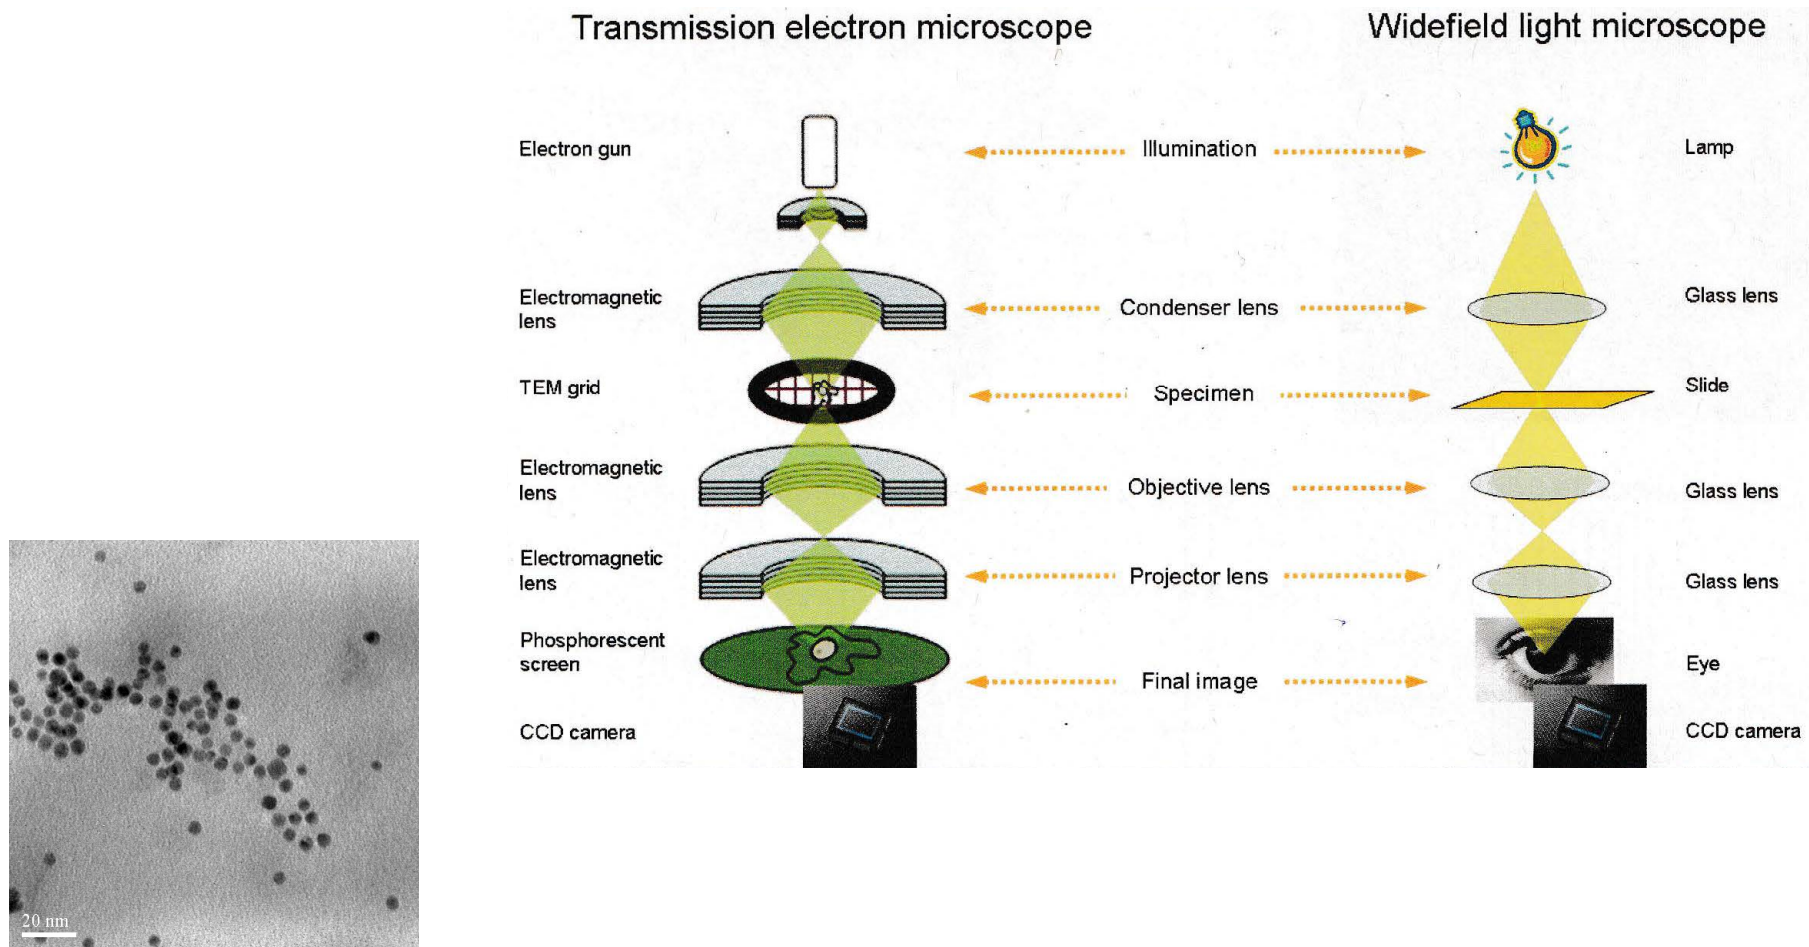 Transmission electron microscope
Widefield light microscope
Electron gun
Illumination
Lamp
Electromagnetic
lens
Condenser lens
Glass lens
TEM grid
Specimen
Slide
Electromagnetic
lens
Objective lens
Glass lens
Electromagnetic
lens
Projector lens
Glass lens
Phosphorescent
screen
Final image
Eye
CCD camera
CCD camera
20 nm